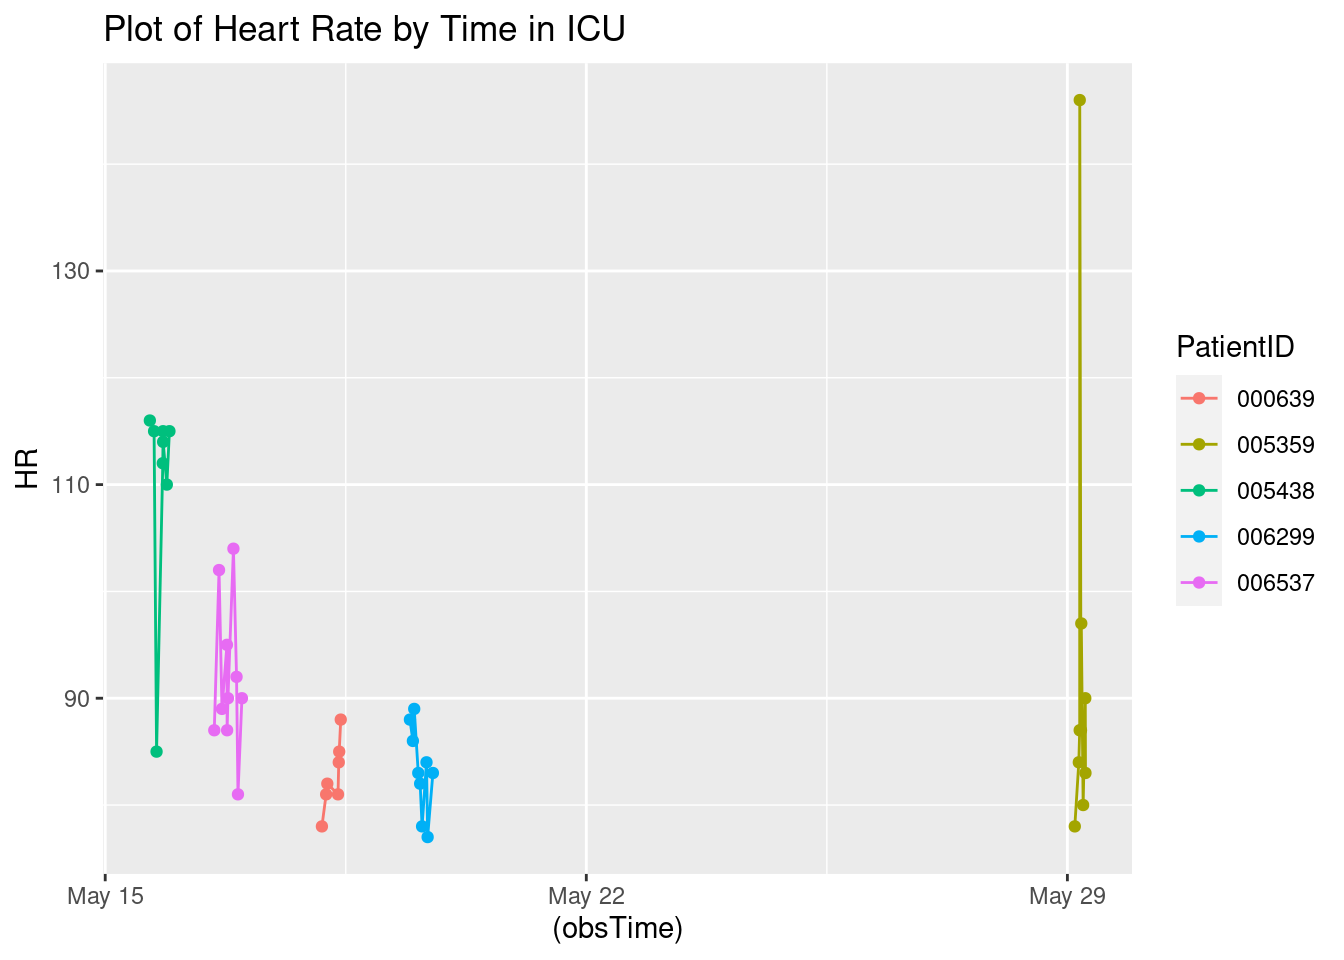 Plot of Heart Rate by Time in ICU
130
110
90
HR
May 15
May 22
May 29
(obsTime)
PatientID
000639
005359
005438
006299
006537